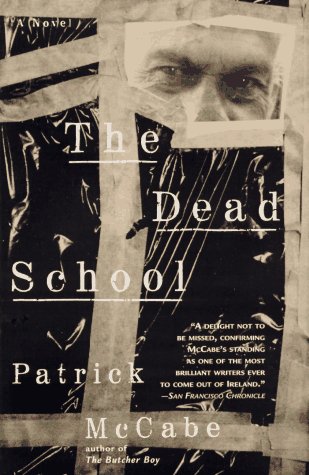 A Novel
The
Dead
School
"A DELIGHT NOT TO
BE MISSED, CONFIRMING
McCABE'S STANDING
AS ONE OF THE MOST
BRILLIANT WRITERS EVER
TO COME OUT OF IRELAND."
—SAN FRANCISCO CHRONICLE
Patrick
McCabe
author of
The Butcher Boy